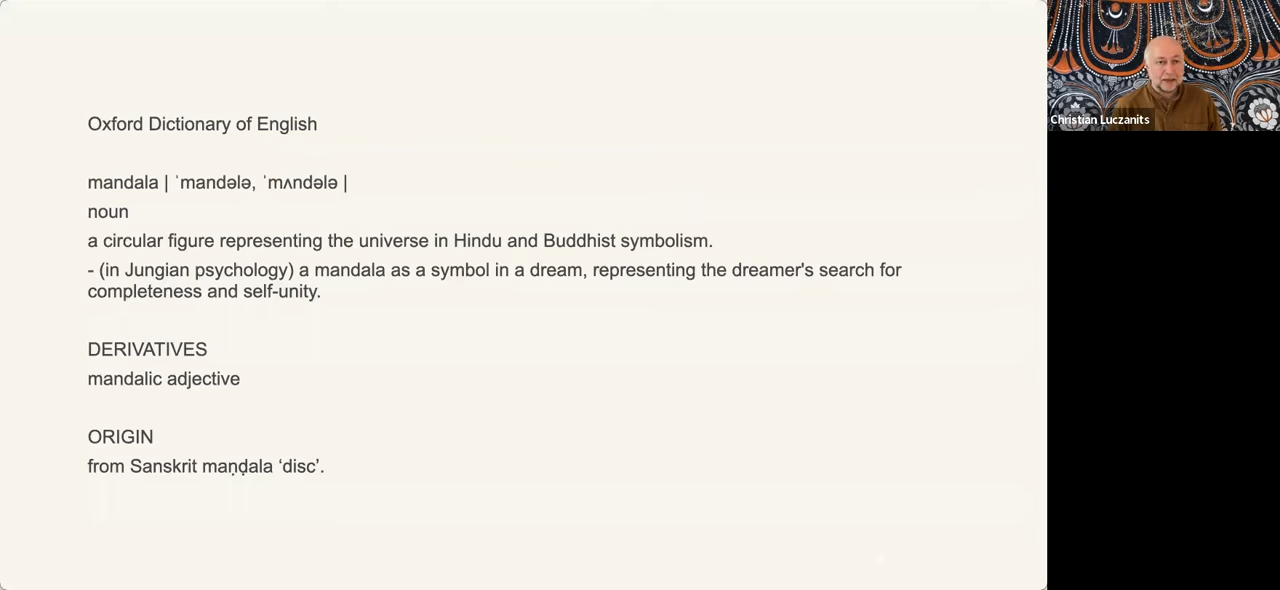 Oxford Dictionary of English
mandala | ˈmandələ, ˈmʌndələ |
noun
a circular figure representing the universe in Hindu and Buddhist symbolism.
- (in Jungian psychology) a mandala as a symbol in a dream, representing the dreamer's search for
completeness and self-unity.
DERIVATIVES
mandalic adjective
ORIGIN
from Sanskrit maṇḍala ‘disc’.
Christian Luczanits